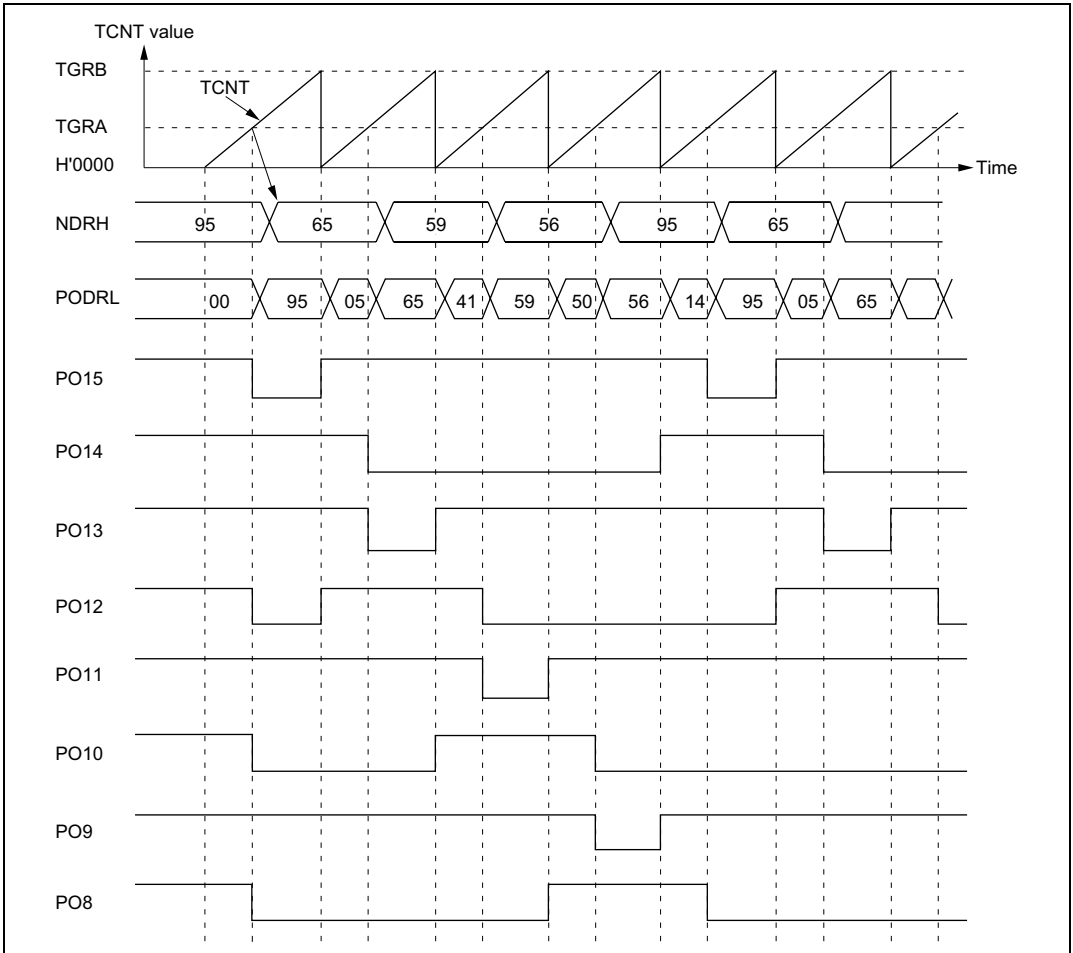 TCNT value
TGRB
TCNT
TGRA
H'0000
Time
NDRH 95 65 59 56 95 65
PODRL 00 95 05 65 41 59 50 56 14 95 05 65
PO15
PO14
PO13
PO12
PO11
PO10
PO9
PO8